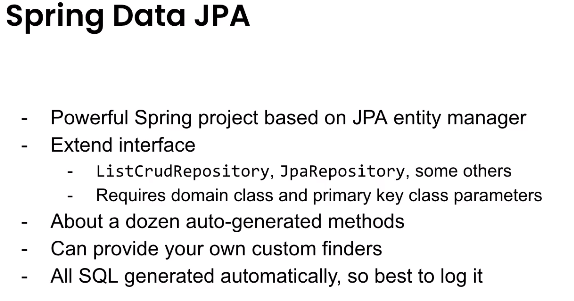 Spring Data JPA
- Powerful Spring project based on JPA entity manager
- Extend interface
- ListCrudRepository, JpaRepository, some others
- Requires domain class and primary key class parameters
- About a dozen auto-generated methods
- Can provide your own custom finders
- All SQL generated automatically, so best to log it